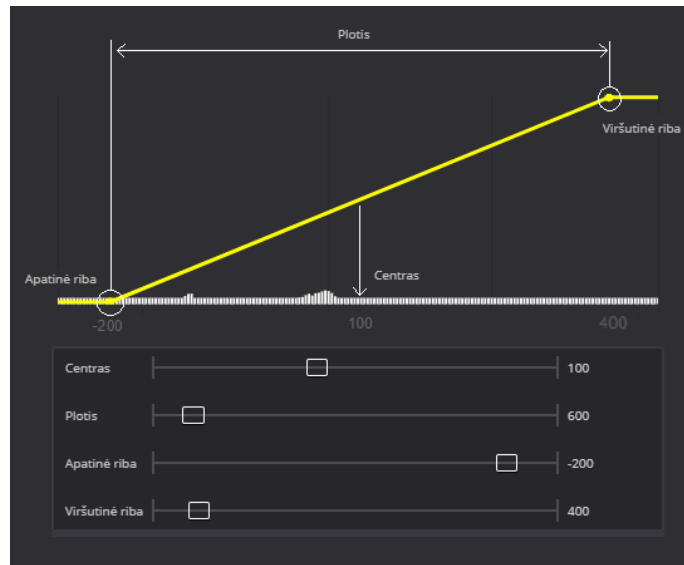 Plotis
Viršutinė riba
Apatinė riba
Centras
-200
100
400
Centras
100
Plotis
600
Apatinė riba
-200
Viršutinė riba
400